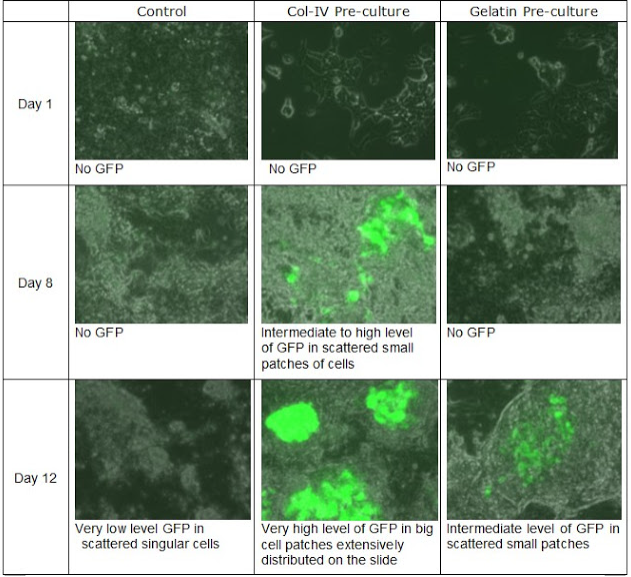 Control
Col-IV Pre-culture
Gelatin Pre-culture
Day 1
No GFP
No GFP
No GFP
Day 8
No GFP
Intermediate to high level
of GFP in scattered small
patches of cells
No GFP
Day 12
Very low level GFP in
scattered singular cells
Very high level of GFP in big
cell patches extensively
distributed on the slide
Intermediate level of GFP in
scattered small patches